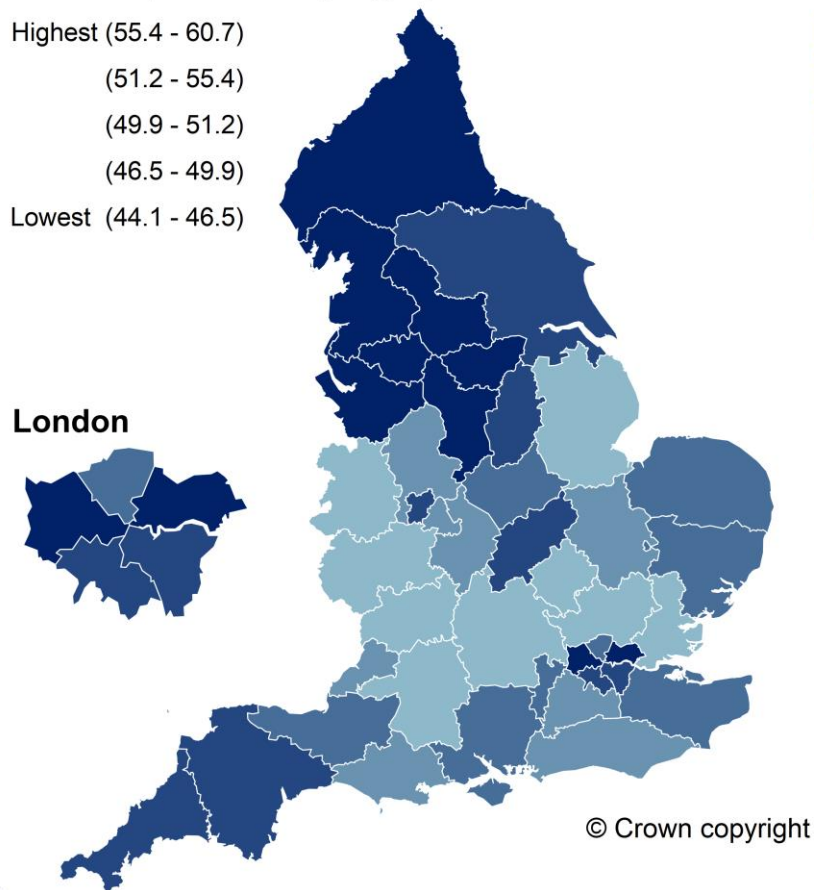 Highest (55.4 - 60.7)
(51.2 - 55.4)
(49.9 - 51.2)
(46.5 - 49.9)
Lowest (44.1 - 46.5)
London
© Crown copyright